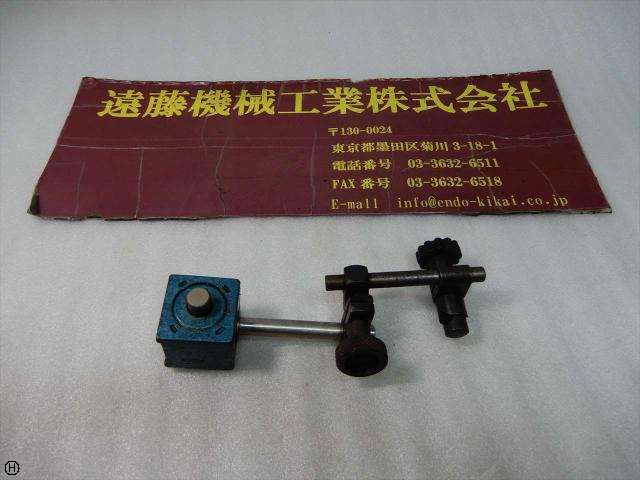 遠藤機械工業株式会社
〒130-0024
東京都墨田区菊川 3-18-1
電話番号 03-3632-6511
FAX 番号 03-3632-6518
E-mail info@endo-kikai.co.jp
H